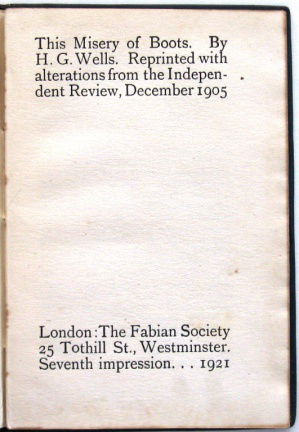 This Misery of Boots. By
H. G. Wells. Reprinted with
alterations from the Indepen-
dent Review, December 1905
London: The Fabian Society
25 Tothill St., Westminster.
Seventh impression. . . 1921